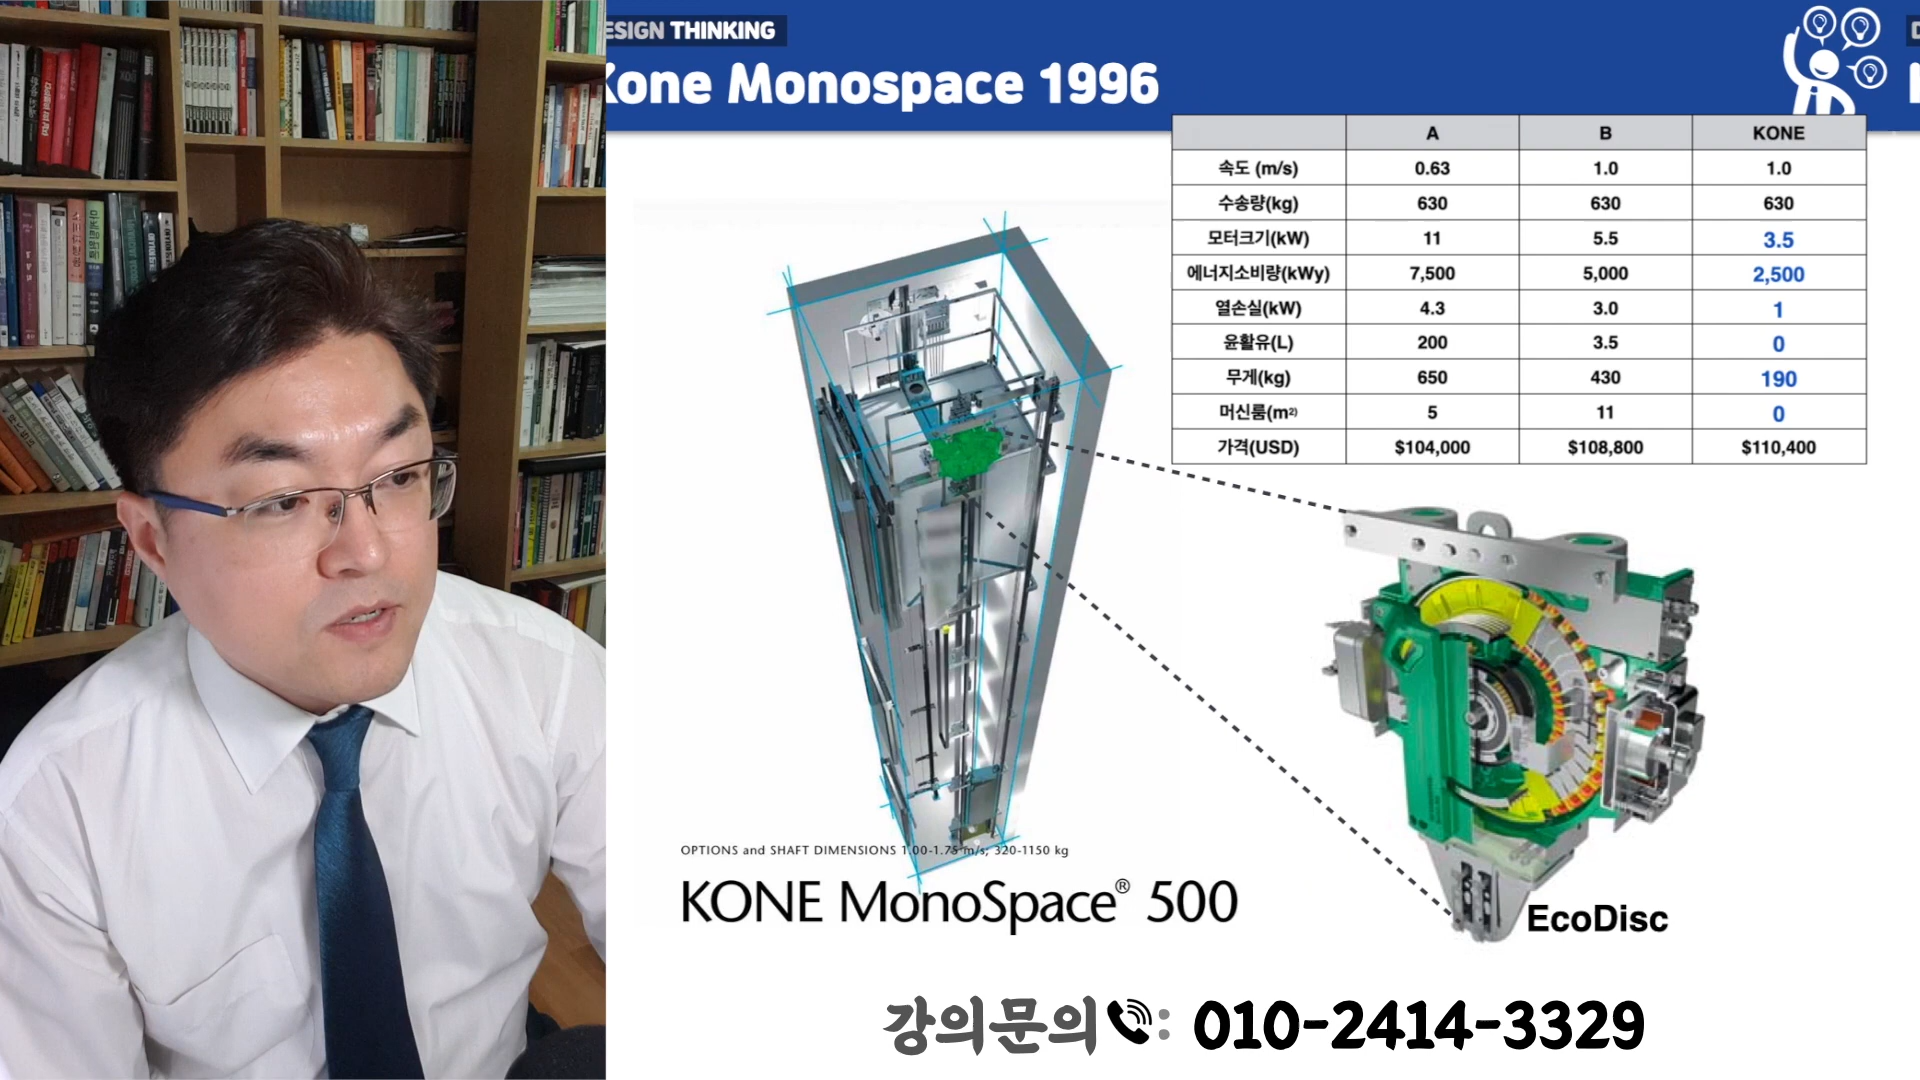 ESIGN THINKING
Kone Monospace 1996
A B KONE
속도 (m/s) 0.63 1.0 1.0
수송량(kg) 630 630 630
모터크기(kW) 11 5.5 3.5
에너지소비량(kWy) 7,500 5,000 2,500
열손실(kW) 4.3 3.0 1
윤활유(L) 200 3.5 0
무게(kg) 650 430 190
머신룸(m2) 5 11 0
가격(USD) $104,000 $108,800 $110,400
OPTIONS and SHAFT DIMENSIONS 1.00-1.75 m/s; 320-1150 kg
KONE MonoSpace® 500
EcoDisc
강의문의 : 010-2414-3329